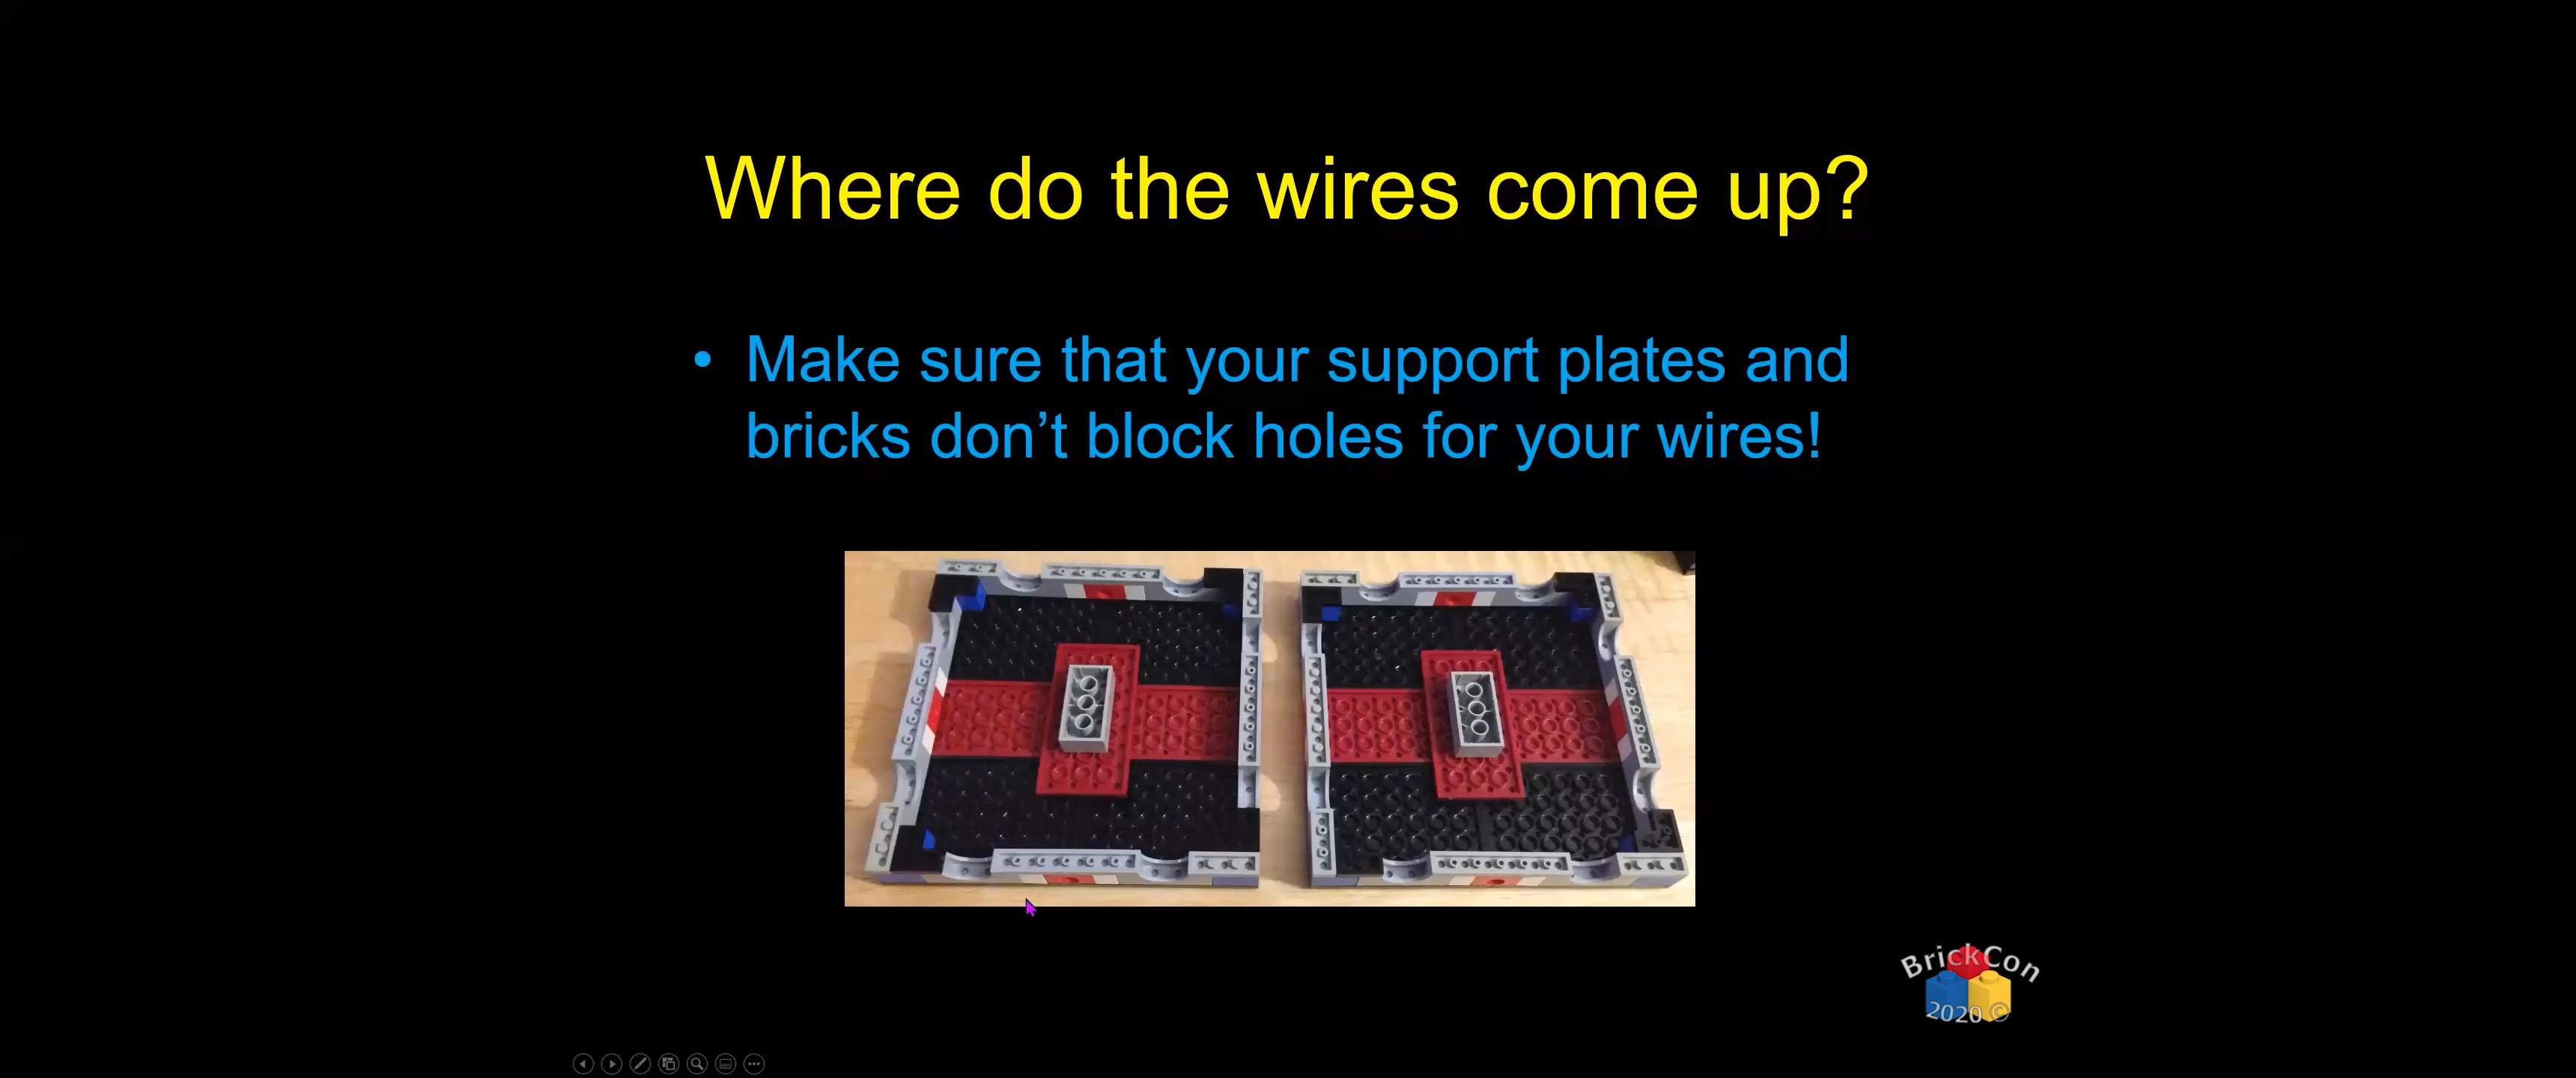 Where do the wires come up?
• Make sure that your support plates and
bricks don’t block holes for your wires!
BrickCon
2020 ©